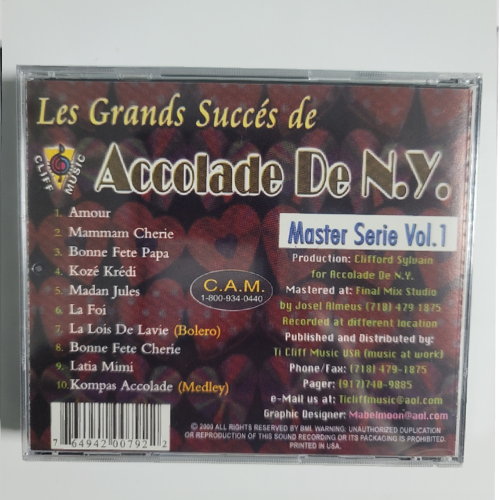 Les Grands Succés de
CLIFF MUSIC
Accolade De N.Y.
1. Amour
2. Mammam Cherie
3. Bonne Fete Papa
4. Kozé Krédi
5. Madan Jules
6. La Foi
7. La Lois De Lavie (Bolero)
8. Bonne Fete Cherie
9. Latia Mimi
10. Kompas Accolade (Medley)
C.A.M.
1-800-934-0440
Master Serie Vol.1
Production: Clifford Sylvain
for Accolade De N.Y.
Mastered at: Final Mix Studio
by Josel Almeus (718) 479 1875
Recorded at different location
Published and Distributed by:
Ti Cliff Music USA (music at work)
Phone/Fax: (718) 479-1875
Pager: (917)740-9885
e-Mail us at: Ticliffmusic@aol.com
Graphic Designer: Mabelmoon@aol.com
7 64942 00792 2
© 2000 ALL RIGHTS RESERVED BY BMI. WARNING: UNAUTHORIZED DUPLICATION
OR REPRODUCTION OF THIS SOUND RECORDING OR ITS PACKAGING IS PROHIBITED.
PRINTED IN USA.